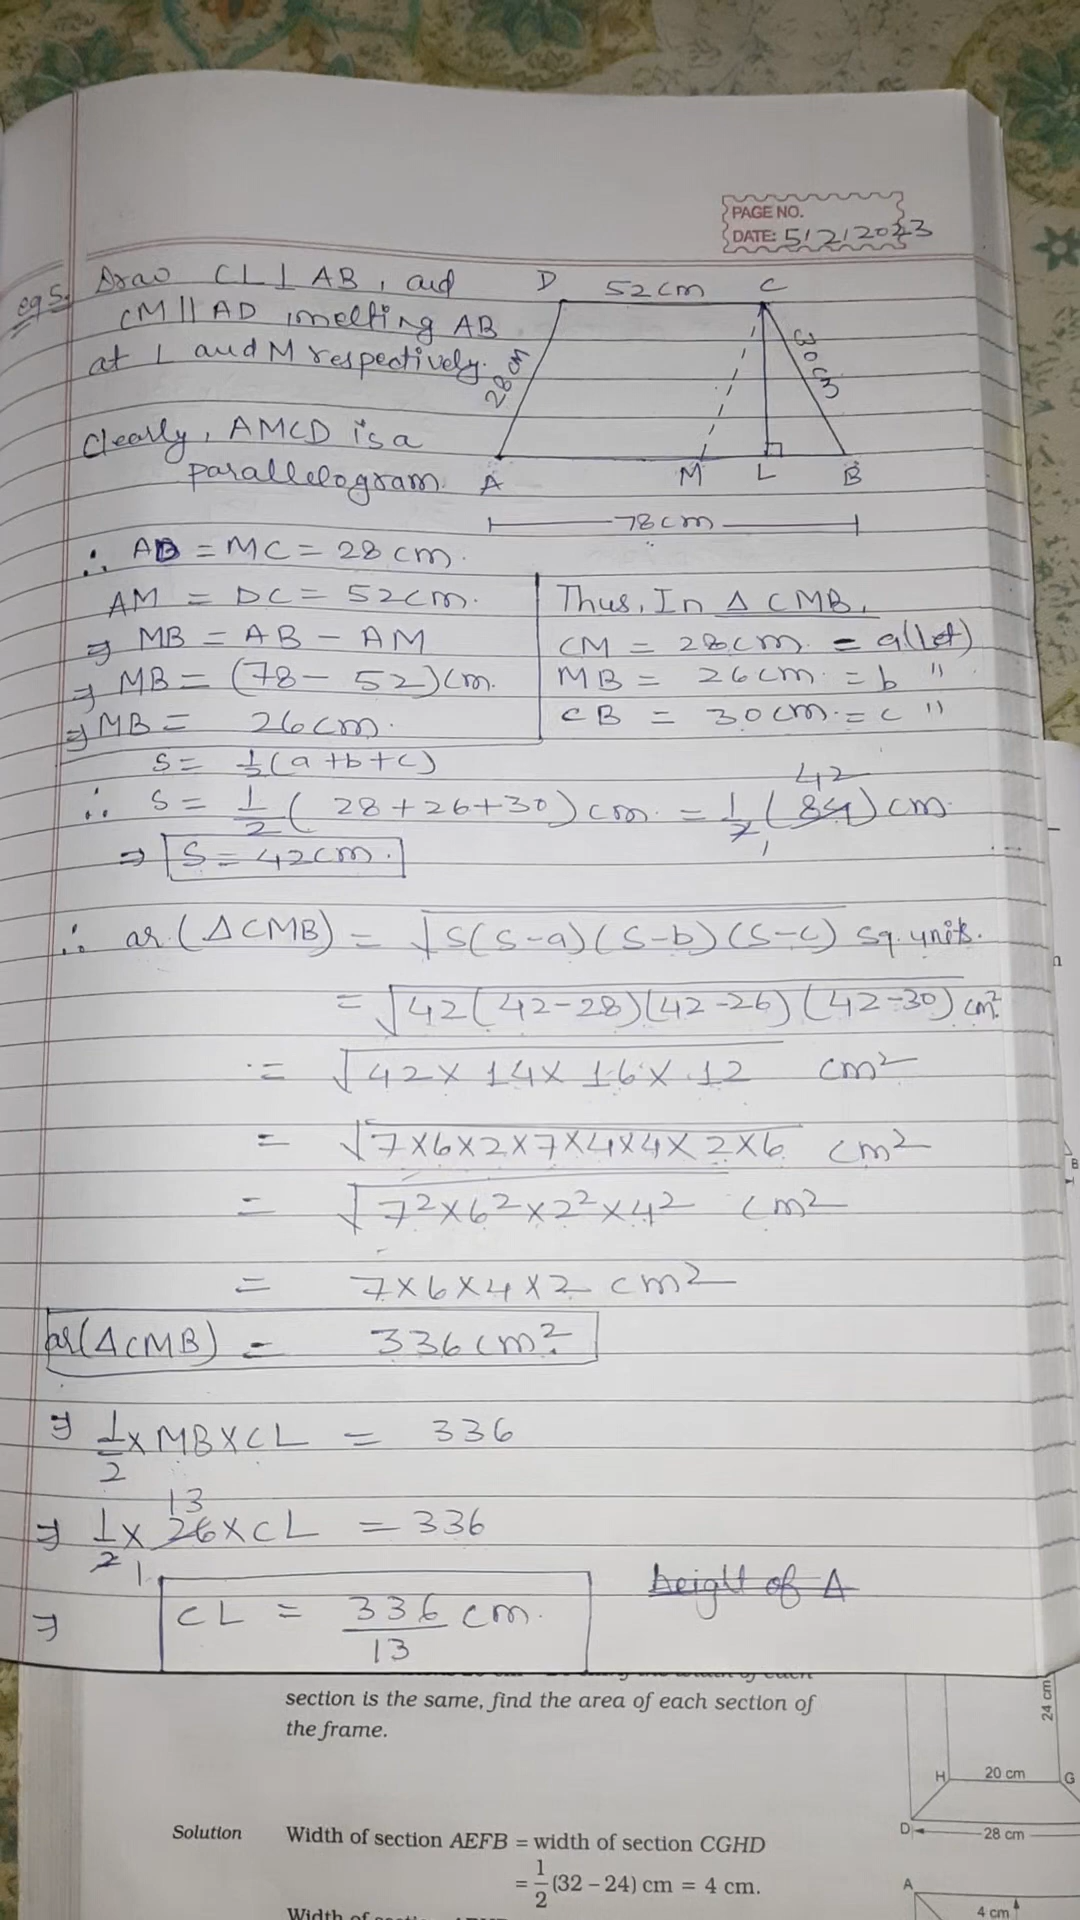 PAGE NO.
DATE: 5/2/2023
eg 5. Draw CL⊥AB, and
CM || AD, melting AB
at L and M respectively.
Clearly, AMCD is a
parallelogram.
D 52cm C
28 cm
30cm
A M L B
78cm
∴ AD = MC = 28 cm.
AM = DC = 52cm.
⇒ MB = AB - AM
⇒ MB = (78 - 52)cm.
⇒ MB = 26cm.
Thus, In Δ CMB,
CM = 28cm. = a(let)
MB = 26cm. = b "
CB = 30cm. = c "
S = 1/2 (a+b+c)
∴ S = 1/2 ( 28+26+30) cm. = 1/2 (84) cm.
42
1
⇒ S = 42cm.
∴ ar.(ΔCMB) = √S(S-a)(S-b)(S-c) sq. units.
= √42(42-28)(42-26)(42-30) cm²
= √42×14×16×12 cm²
= √7×6×2×7×4×4×2×6 cm²
= √7²×6²×2²×4² cm²
= 7×6×4×2 cm²
ar(ΔCMB) = 336cm².
⇒ 1/2×MB×CL = 336
13
⇒ 1/2×26×CL = 336
1
⇒ CL = 336/13 cm.
height of Δ
section is the same, find the area of each section of
the frame.
24 cm
H 20 cm G
D 28 cm
Solution Width of section AEFB = width of section CGHD
= 1/2 (32 – 24) cm = 4 cm.
A
4 cm
B